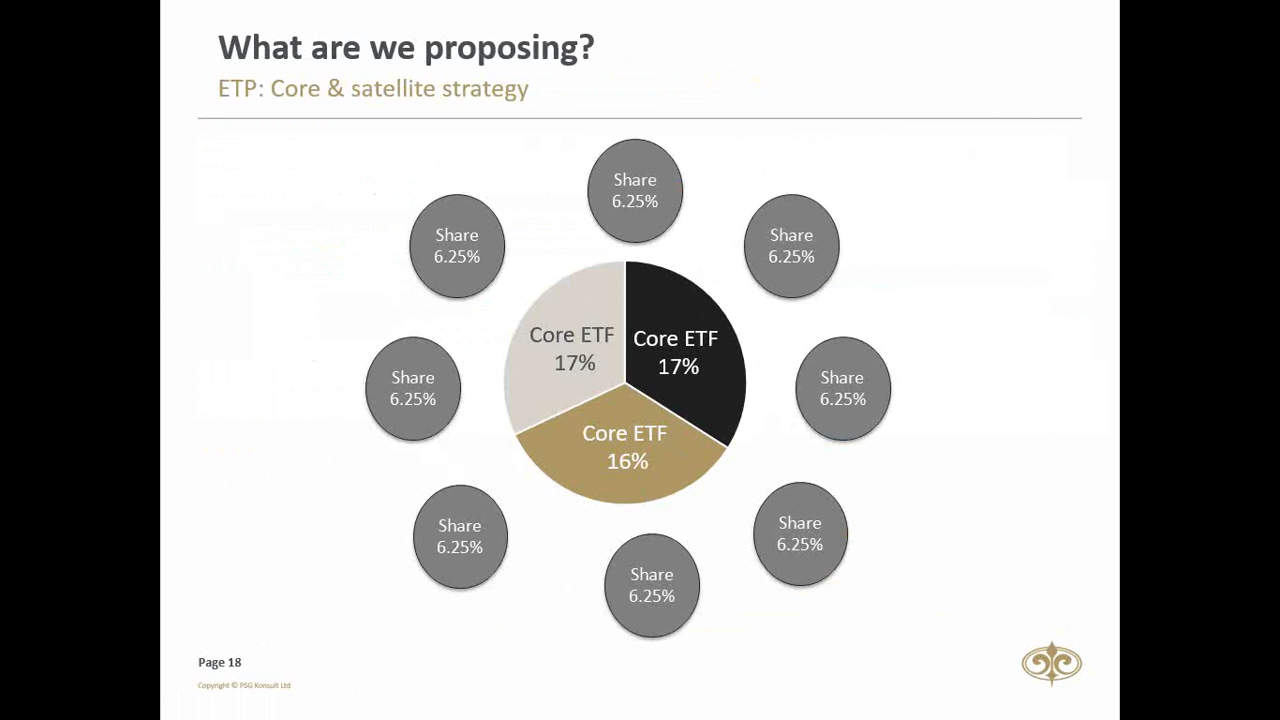 What are we proposing?
ETP: Core & satellite strategy
Share
6.25%
Share
6.25%
Share
6.25%
Core ETF
17%
Core ETF
17%
Share
6.25%
Share
6.25%
Core ETF
16%
Share
6.25%
Share
6.25%
Share
6.25%
Page 18
Copyright © PSG Konsult Ltd